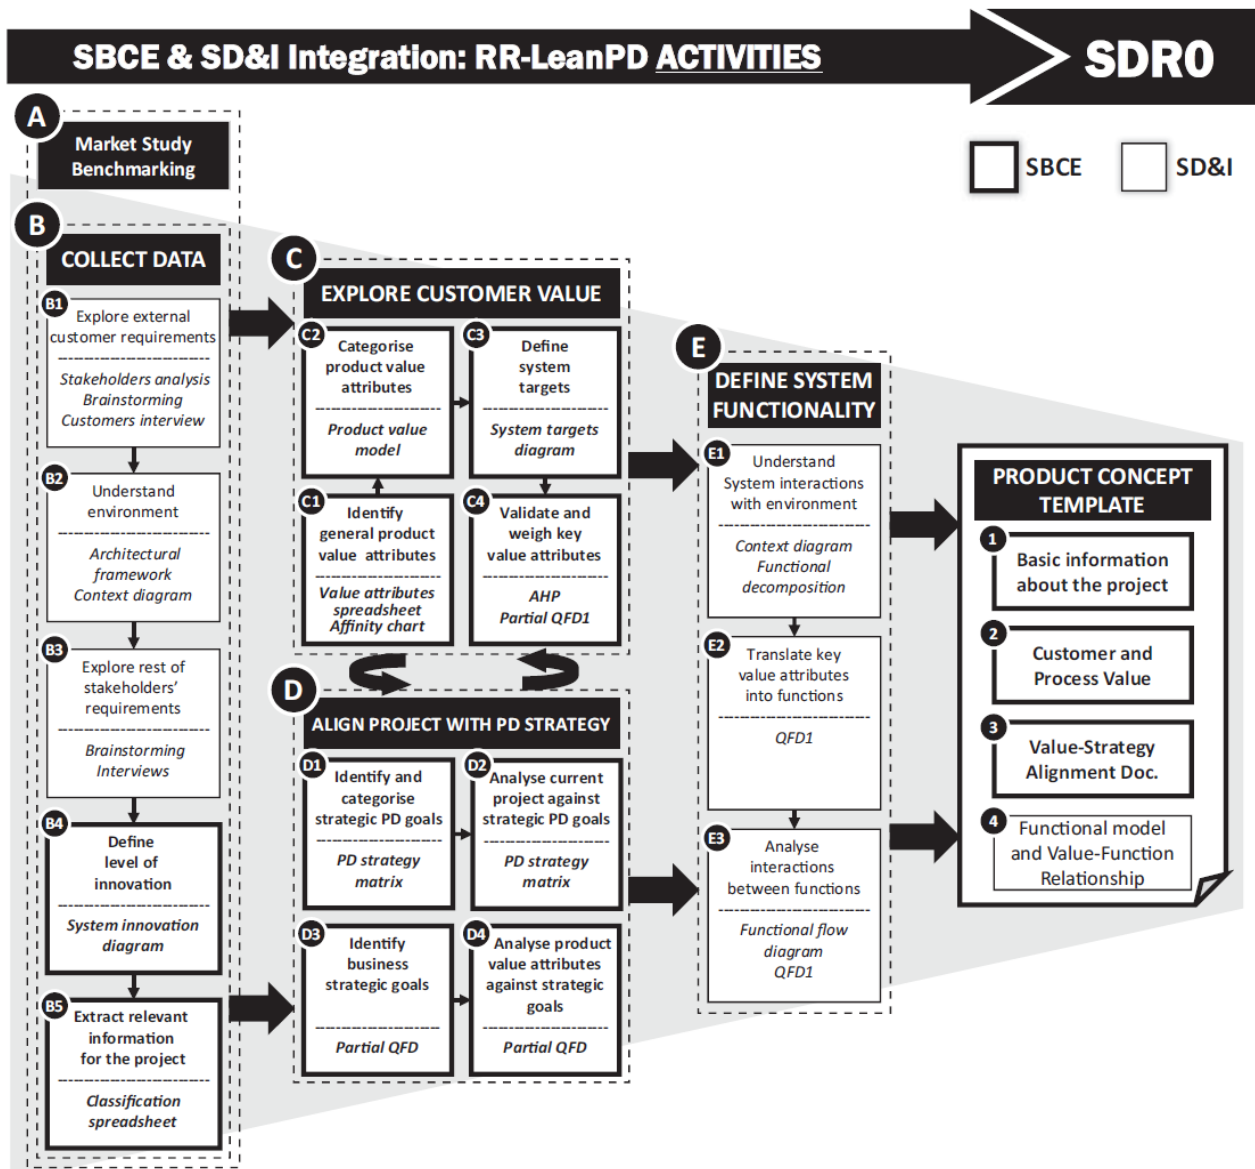 SBCE & SD&I Integration: RR-LeanPD ACTIVITIES
SDR0
SBCE
SD&I
A
Market Study
Benchmarking
B
COLLECT DATA
B1
Explore external
customer requirements
Stakeholders analysis
Brainstorming
Customers interview
B2
Understand
environment
Architectural
framework
Context diagram
B3
Explore rest of
stakeholders'
requirements
Brainstorming
Interviews
B4
Define
level of
innovation
System innovation
diagram
B5
Extract relevant
information
for the project
Classification
spreadsheet
C
EXPLORE CUSTOMER VALUE
C2
Categorise
product value
attributes
Product value
model
C3
Define
system
targets
System targets
diagram
C1
Identify
general product
value attributes
Value attributes
spreadsheet
Affinity chart
C4
Validate and
weigh key
value attributes
AHP
Partial QFD1
D
ALIGN PROJECT WITH PD STRATEGY
D1
Identify and
categorise
strategic PD goals
PD strategy
matrix
D2
Analyse current
project against
strategic PD goals
PD strategy
matrix
D3
Identify
business
strategic goals
Partial QFD
D4
Analyse product
value attributes
against strategic
goals
Partial QFD
E
DEFINE SYSTEM
FUNCTIONALITY
E1
Understand
System interactions
with environment
Context diagram
Functional
decomposition
E2
Translate key
value attributes
into functions
QFD1
E3
Analyse
interactions
between functions
Functional flow
diagram
QFD1
PRODUCT CONCEPT
TEMPLATE
1
Basic information
about the project
2
Customer and
Process Value
3
Value-Strategy
Alignment Doc.
4
Functional model
and Value-Function
Relationship